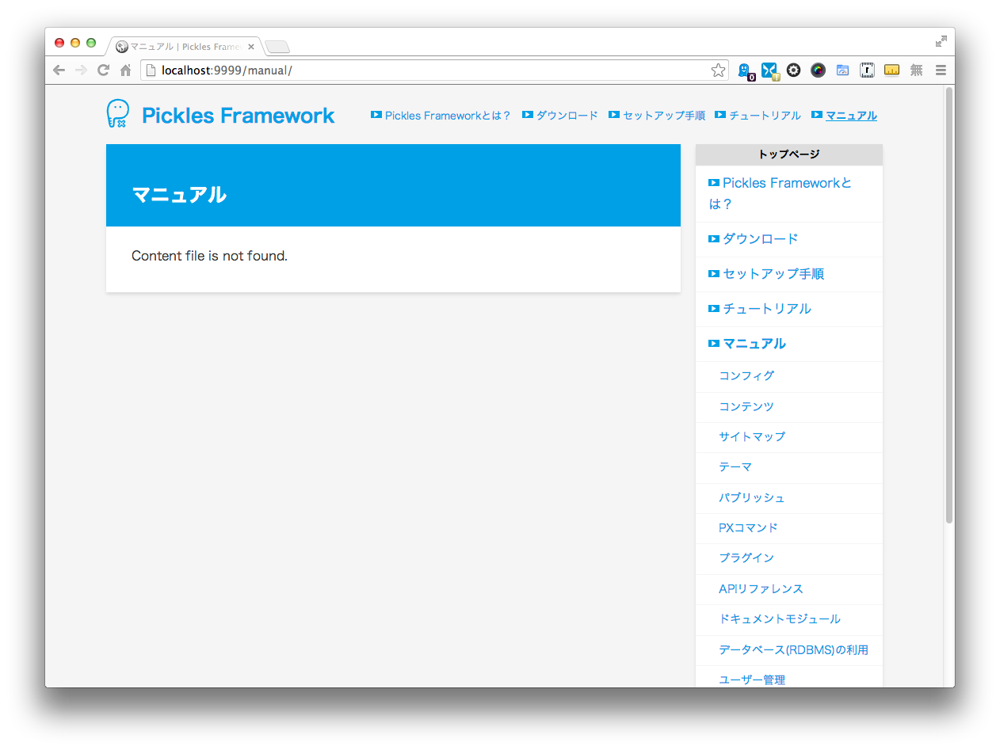 マニュアル | Pickles Frame
localhost:9999/manual/
0
!
r
無
Pickles Framework
Pickles Frameworkとは？
ダウンロード
セットアップ手順
チュートリアル
マニュアル
マニュアル
Content file is not found.
トップページ
Pickles Frameworkと
は？
ダウンロード
セットアップ手順
チュートリアル
マニュアル
コンフィグ
コンテンツ
サイトマップ
テーマ
パブリッシュ
PXコマンド
プラグイン
APIリファレンス
ドキュメントモジュール
データベース(RDBMS)の利用
ユーザー管理